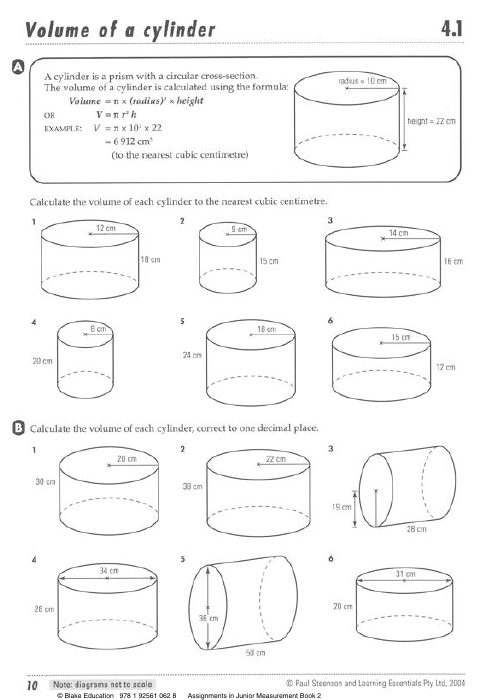 Volume of a cylinder 4.1
A
A cylinder is a prism with a circular cross-section.
The volume of a cylinder is calculated using the formula:
Volume = π x (radius)² x height
OR V = π r² h
EXAMPLE: V = π x 10² x 22
= 6 912 cm³
(to the nearest cubic centimetre)
radius = 10 cm
height = 22 cm
Calculate the volume of each cylinder to the nearest cubic centimetre.
1
12 cm
18 cm
2
9 cm
15 cm
3
14 cm
16 cm
4
8 cm
20 cm
5
16 cm
24 cm
6
15 cm
12 cm
B Calculate the volume of each cylinder, correct to one decimal place.
1
20 cm
30 cm
2
22 cm
38 cm
3
19 cm
28 cm
4
34 cm
26 cm
5
36 cm
50 cm
6
31 cm
20 cm
10 Note: diagrams not to scale © Paul Steenson and Learning Essentials Pty Ltd, 2004
© Blake Education 978 1 92561 062 8 Assignments in Junior Measurement Book 2